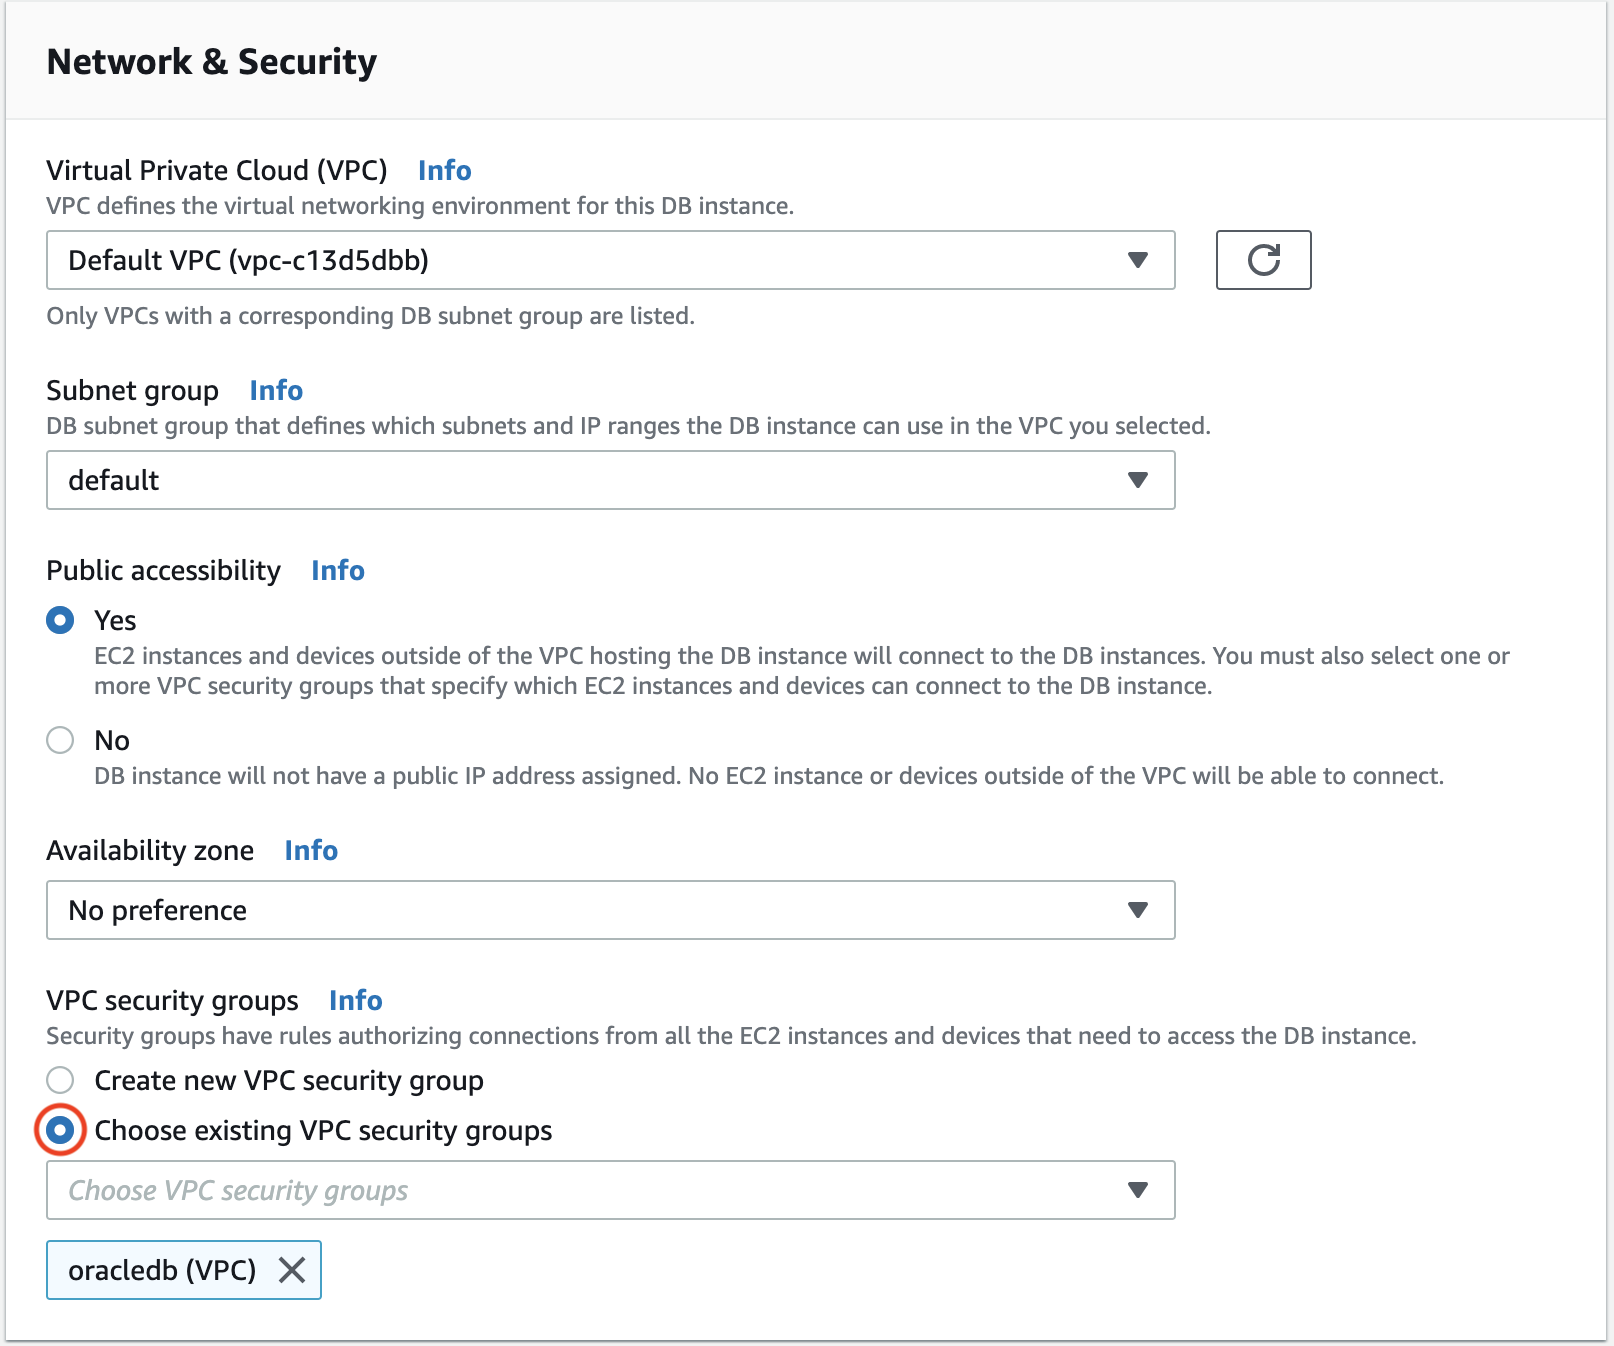 Network & Security
Virtual Private Cloud (VPC) Info
VPC defines the virtual networking environment for this DB instance.
Default VPC (vpc-c13d5dbb)
Only VPCs with a corresponding DB subnet group are listed.
Subnet group Info
DB subnet group that defines which subnets and IP ranges the DB instance can use in the VPC you selected.
default
Public accessibility Info
Yes
EC2 instances and devices outside of the VPC hosting the DB instance will connect to the DB instances. You must also select one or
more VPC security groups that specify which EC2 instances and devices can connect to the DB instance.
No
DB instance will not have a public IP address assigned. No EC2 instance or devices outside of the VPC will be able to connect.
Availability zone Info
No preference
VPC security groups Info
Security groups have rules authorizing connections from all the EC2 instances and devices that need to access the DB instance.
Create new VPC security group
Choose existing VPC security groups
Choose VPC security groups
oracledb (VPC)